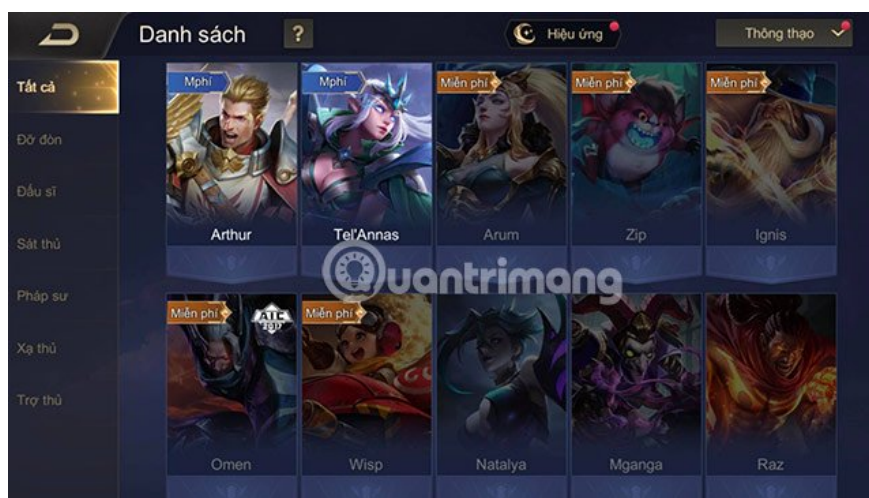 Danh sách
?
Hiệu ứng
Thông thạo
Tất cả
Đỡ đòn
Đấu sĩ
Sát thủ
Pháp sư
Xạ thủ
Trợ thủ
Mphí
Mphí
Miễn phí
Miễn phí
Miễn phí
Arthur
Tel'Annas
Arum
Zip
Ignis
Quantrimang
Miễn phí
AIC
Miễn phí
Omen
Wisp
Natalya
Mganga
Raz